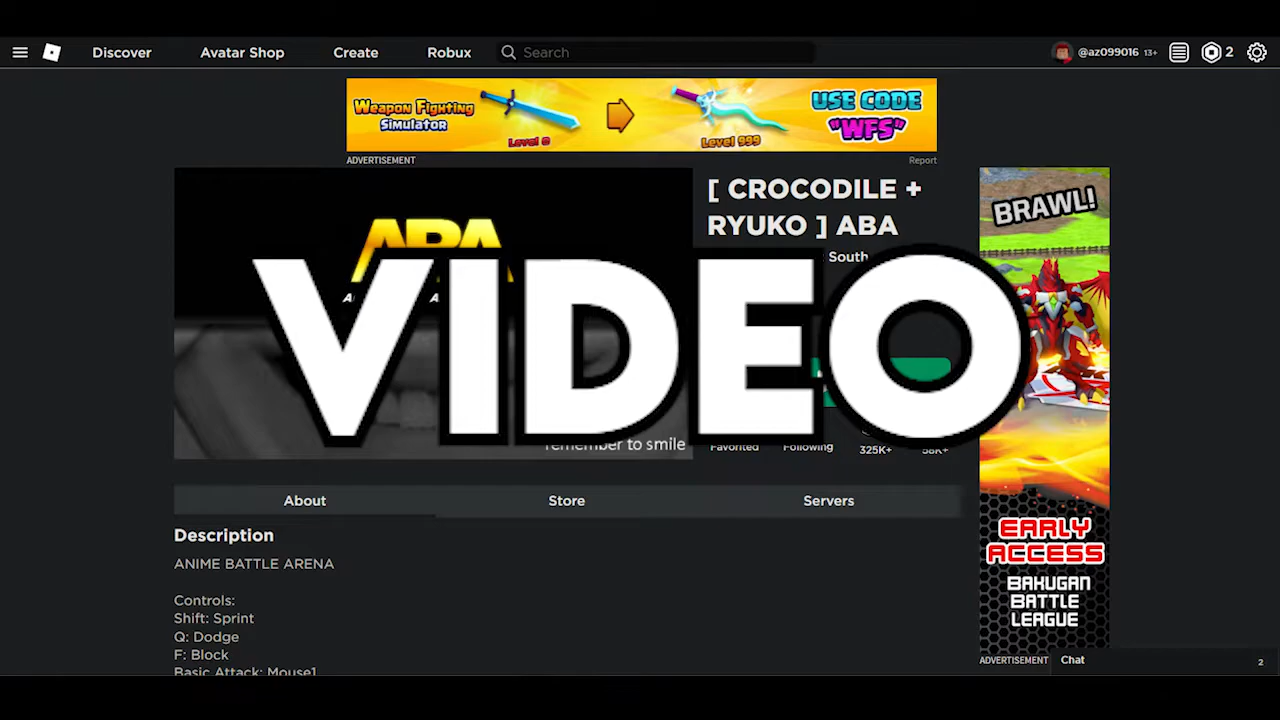 Discover
Avatar Shop
Create
Robux
Search
@az099016 13+
2
Weapon Fighting
Simulator
Level 0
Level 999
USE CODE
"WFS"
ADVERTISEMENT
Report
[ CROCODILE +
RYUKO ] ABA
South
ABA
VIDEO
remember to smile
Favorited
Following
325K+
58K+
BRAWL!
EARLY
ACCESS
BAKUGAN
BATTLE
LEAGUE
ADVERTISEMENT
About
Store
Servers
Description
ANIME BATTLE ARENA
Controls:
Shift: Sprint
Q: Dodge
F: Block
Basic Attack: Mouse1
Chat
2